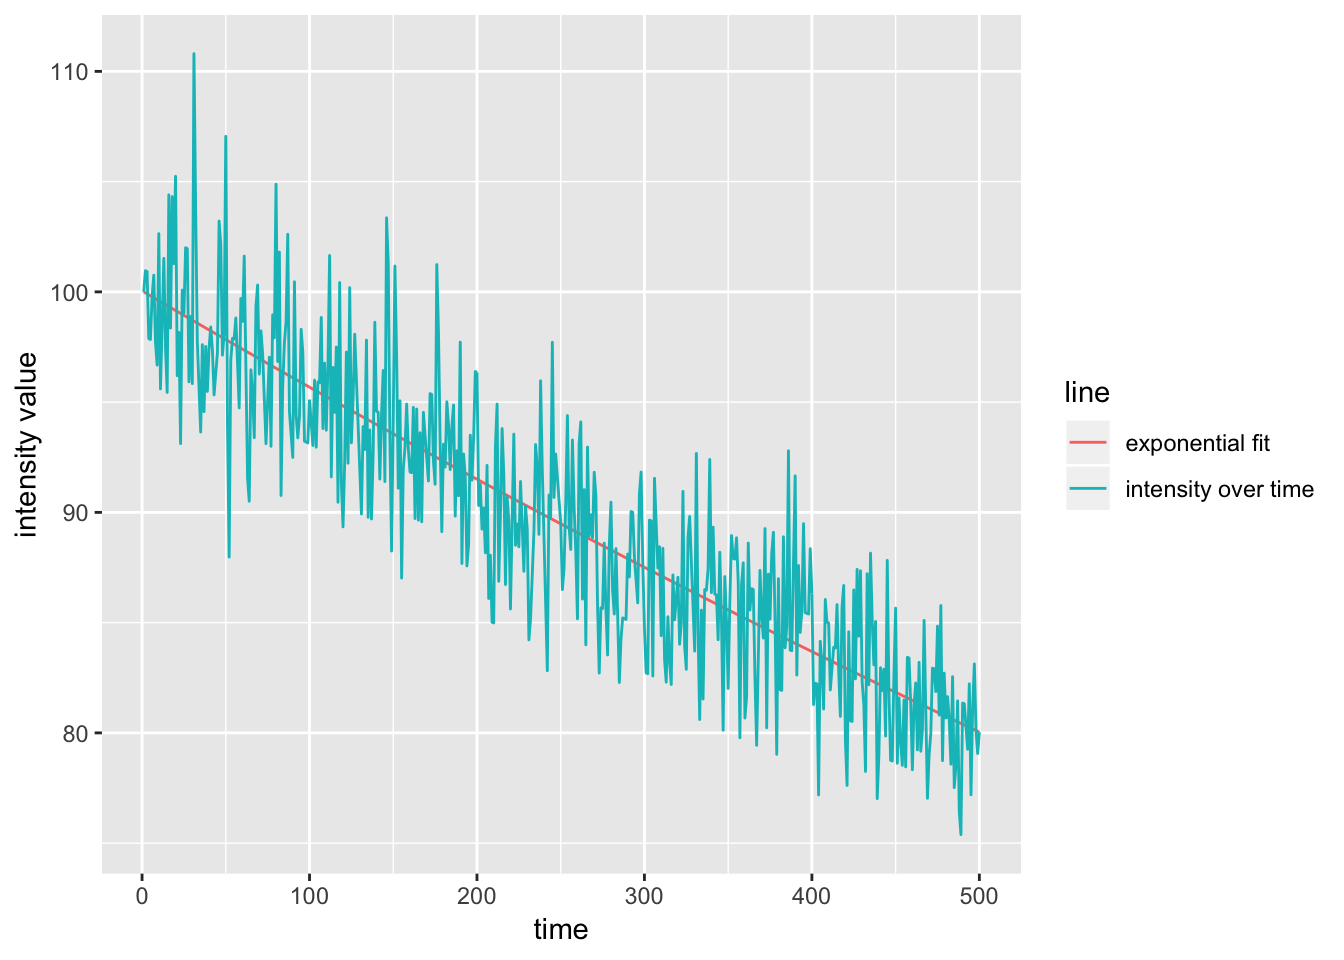 110
100
90
80
intensity value
0 100 200 300 400 500
time
line
exponential fit
intensity over time